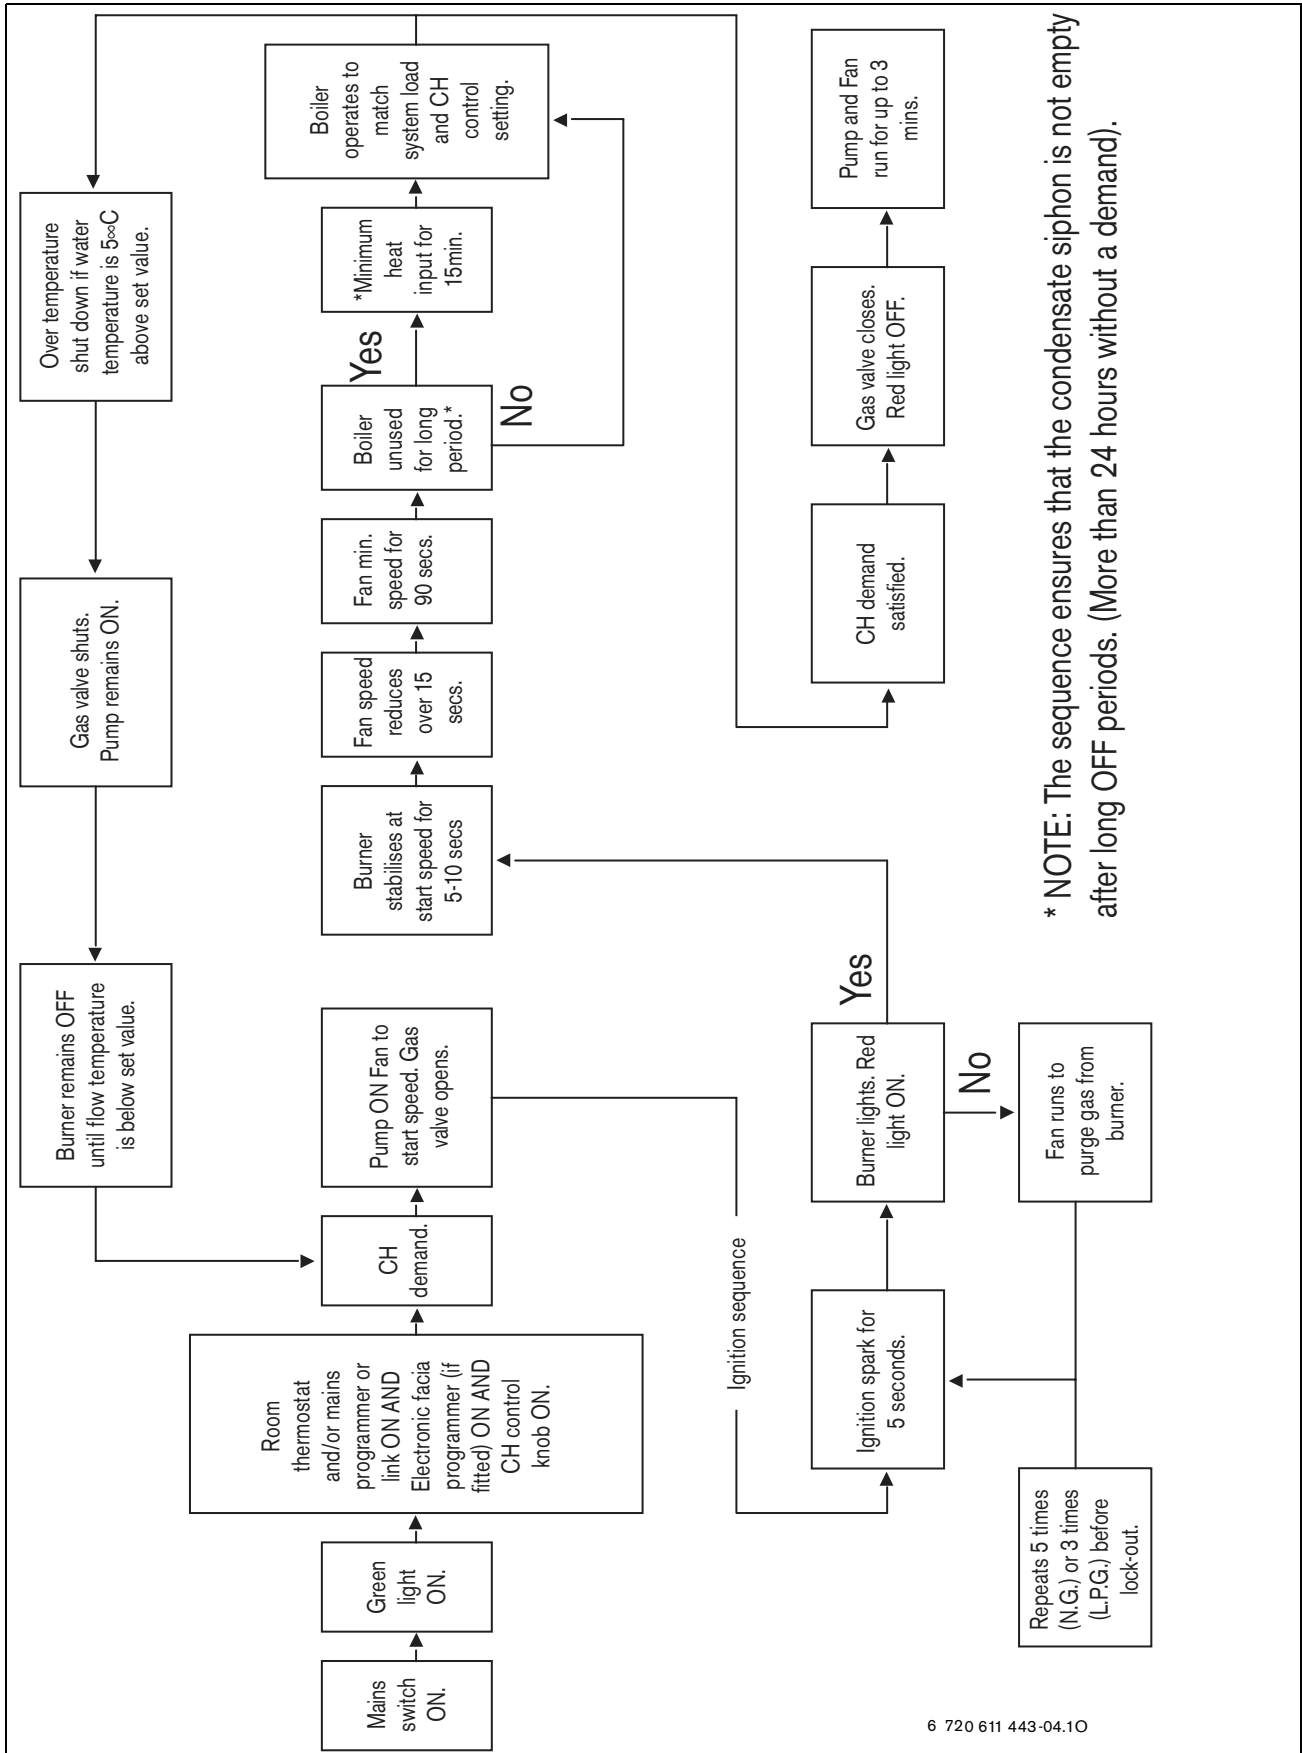 Over temperature
shut down if water
temperature is 5∞C
above set value.
Gas valve shuts.
Pump remains ON.
Burner remains OFF
until flow temperature
is below set value.
Mains
switch
ON.
Green
light
ON.
Room
thermostat
and/or mains
programmer or
link ON AND
Electronic facia
programmer (if
fitted) ON AND
CH control
knob ON.
CH
demand.
Pump ON Fan to
start speed. Gas
valve opens.
Ignition sequence
Ignition spark for
5 seconds.
Burner lights. Red
light ON.
Yes
No
Fan runs to
purge gas from
burner.
Repeats 5 times
(N.G.) or 3 times
(L.P.G.) before
lock-out.
Burner
stabilises at
start speed for
5-10 secs
Fan speed
reduces
over 15
secs.
Fan min.
speed for
90 secs.
Boiler
unused
for long
period.*
Yes
No
*Minimum
heat
input for
15min.
Boiler
operates to
match
system load
and CH
control
setting.
CH demand
satisfied.
Gas valve closes.
Red light OFF.
Pump and Fan
run for up to 3
mins.
* NOTE: The sequence ensures that the condensate siphon is not empty
after long OFF periods. (More than 24 hours without a demand).
6 720 611 443-04.1O